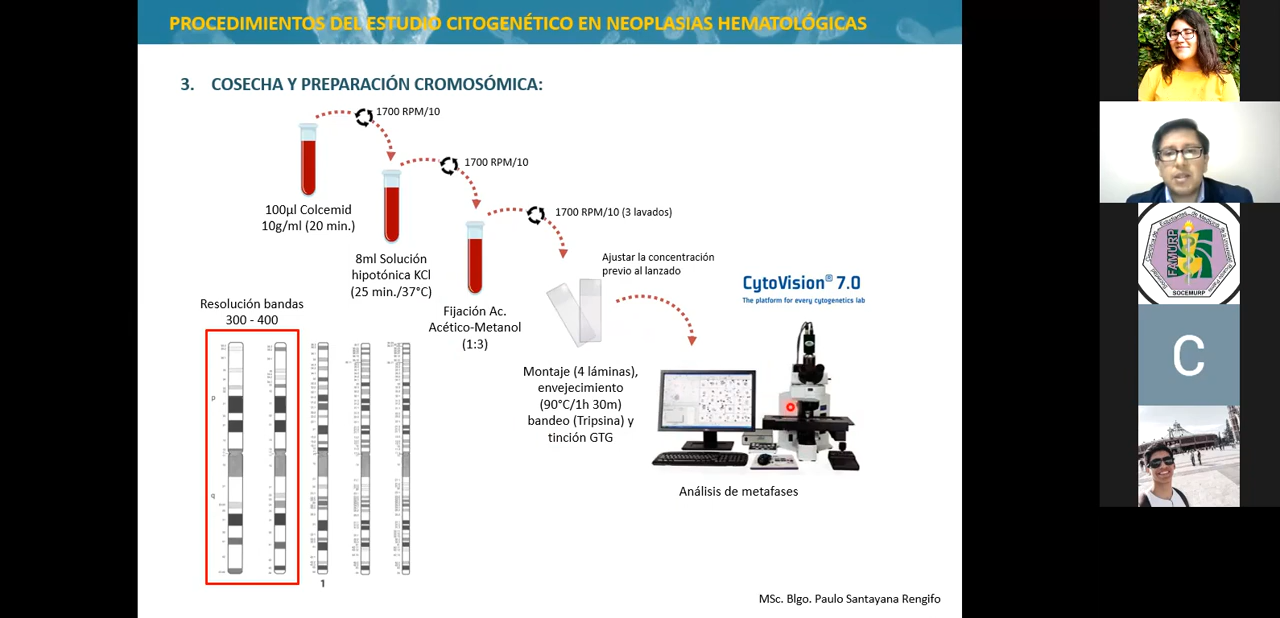 PROCEDIMIENTOS DEL ESTUDIO CITOGENÉTICO EN NEOPLASIAS HEMATOLÓGICAS
3. COSECHA Y PREPARACIÓN CROMOSÓMICA:
1700 RPM/10
1700 RPM/10
1700 RPM/10 (3 lavados)
100µl Colcemid
10g/ml (20 min.)
8ml Solución
hipotónica KCl
(25 min./37°C)
Fijación Ac.
Acético-Metanol
(1:3)
Ajustar la concentración
previo al lanzado
CytoVision® 7.0
The platform for every cytogenetics lab
Resolución bandas
300 - 400
p
q
1
Montaje (4 láminas),
envejecimiento
(90°C/1h 30m)
bandeo (Tripsina) y
tinción GTG
Análisis de metafases
MSc. Blgo. Paulo Santayana Rengifo
FAMURP
SOCEMURP
C